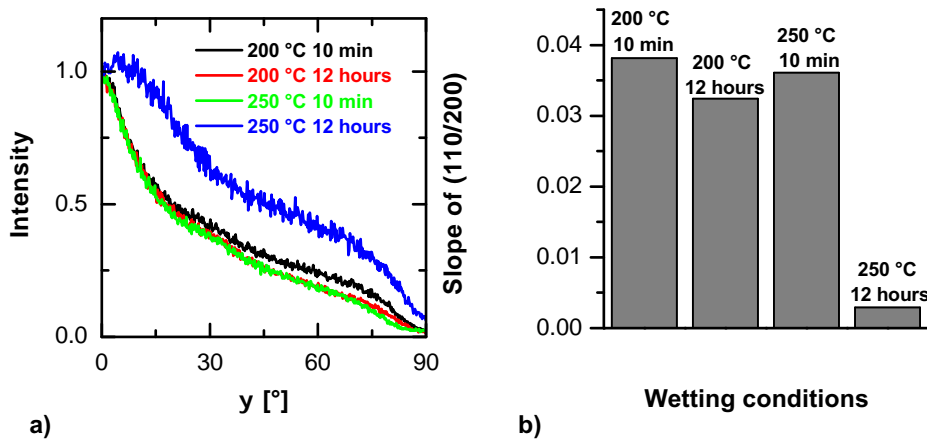 200 °C 10 min
200 °C 12 hours
250 °C 10 min
250 °C 12 hours
1.0
0.5
0.0
0
30
60
90
Intensity
y [°]
a)
200 °C
10 min
200 °C
12 hours
250 °C
10 min
250 °C
12 hours
0.04
0.03
0.02
0.01
0.00
Slope of (110/200)
Wetting conditions
b)